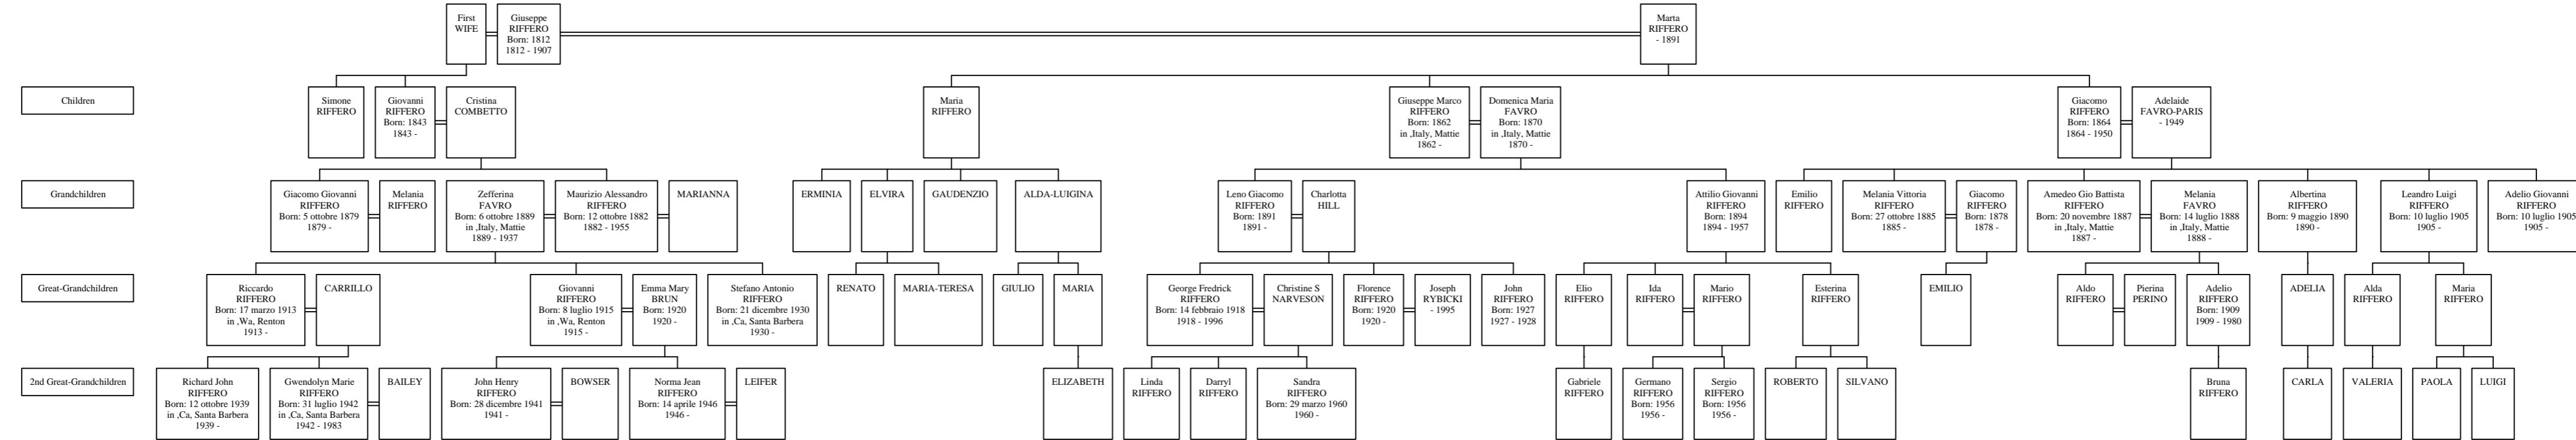 First
WIFE
Giuseppe
RIFFERO
Born: 1812
1812 - 1907
Marta
RIFFERO
- 1891
Children
Simone
RIFFERO
Giovanni
RIFFERO
Born: 1843
1843 -
Cristina
COMBETTO
Maria
RIFFERO
Giuseppe Marco
RIFFERO
Born: 1862
in ,Italy, Mattie
1862 -
Domenica Maria
FAVRO
Born: 1870
in ,Italy, Mattie
1870 -
Giacomo
RIFFERO
Born: 1864
1864 - 1950
Adelaide
FAVRO-PARIS
- 1949
Grandchildren
Giacomo Giovanni
RIFFERO
Born: 5 ottobre 1879
1879 -
Melania
RIFFERO
Zefferina
FAVRO
Born: 6 ottobre 1889
in ,Italy, Mattie
1889 - 1937
Maurizio Alessandro
RIFFERO
Born: 12 ottobre 1882
1882 - 1955
MARIANNA
ERMINIA
ELVIRA
GAUDENZIO
ALDA-LUIGINA
Leno Giacomo
RIFFERO
Born: 1891
1891 -
Charlotta
HILL
Attilio Giovanni
RIFFERO
Born: 1894
1894 - 1957
Emilio
RIFFERO
Melania Vittoria
RIFFERO
Born: 27 ottobre 1885
1885 -
Giacomo
RIFFERO
Born: 1878
1878 -
Amedeo Gio Battista
RIFFERO
Born: 20 novembre 1887
in ,Italy, Mattie
1887 -
Melania
FAVRO
Born: 14 luglio 1888
in ,Italy, Mattie
1888 -
Albertina
RIFFERO
Born: 9 maggio 1890
1890 -
Leandro Luigi
RIFFERO
Born: 10 luglio 1905
1905 -
Adelio Giovanni
RIFFERO
Born: 10 luglio 1905
1905 -
Great-Grandchildren
Riccardo
RIFFERO
Born: 17 marzo 1913
in ,Wa, Renton
1913 -
CARRILLO
Giovanni
RIFFERO
Born: 8 luglio 1915
in ,Wa, Renton
1915 -
Emma Mary
BRUN
Born: 1920
1920 -
Stefano Antonio
RIFFERO
Born: 21 dicembre 1930
in ,Ca, Santa Barbera
1930 -
RENATO
MARIA-TERESA
GIULIO
MARIA
George Fredrick
RIFFERO
Born: 14 febbraio 1918
1918 - 1996
Christine S
NARVESON
Florence
RIFFERO
Born: 1920
1920 -
Joseph
RYBICKI
- 1995
John
RIFFERO
Born: 1927
1927 - 1928
Elio
RIFFERO
Ida
RIFFERO
Mario
RIFFERO
Esterina
RIFFERO
EMILIO
Aldo
RIFFERO
Pierina
PERINO
Adelio
RIFFERO
Born: 1909
1909 - 1980
ADELIA
Alda
RIFFERO
Maria
RIFFERO
2nd Great-Grandchildren
Richard John
RIFFERO
Born: 12 ottobre 1939
in ,Ca, Santa Barbera
1939 -
Gwendolyn Marie
RIFFERO
Born: 31 luglio 1942
in ,Ca, Santa Barbera
1942 - 1983
BAILEY
John Henry
RIFFERO
Born: 28 dicembre 1941
1941 -
BOWSER
Norma Jean
RIFFERO
Born: 14 aprile 1946
1946 -
LEIFER
ELIZABETH
Linda
RIFFERO
Darryl
RIFFERO
Sandra
RIFFERO
Born: 29 marzo 1960
1960 -
Gabriele
RIFFERO
Germano
RIFFERO
Born: 1956
1956 -
Sergio
RIFFERO
Born: 1956
1956 -
ROBERTO
SILVANO
Bruna
RIFFERO
CARLA
VALERIA
PAOLA
LUIGI